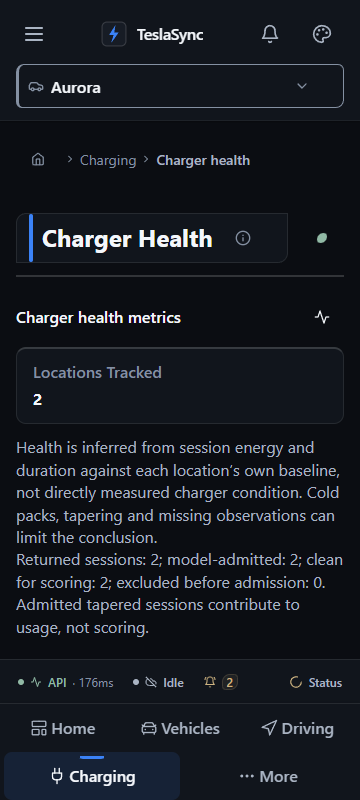 TeslaSync
Aurora
Charging
Charger health
Charger Health
Charger health metrics
Locations Tracked
2
Health is inferred from session energy and
duration against each location’s own baseline,
not directly measured charger condition. Cold
packs, tapering and missing observations can
limit the conclusion.
Returned sessions: 2; model-admitted: 2; clean
for scoring: 2; excluded before admission: 0.
Admitted tapered sessions contribute to
usage, not scoring.
API · 176ms Idle 2 Status
Home Vehicles Driving
Charging More